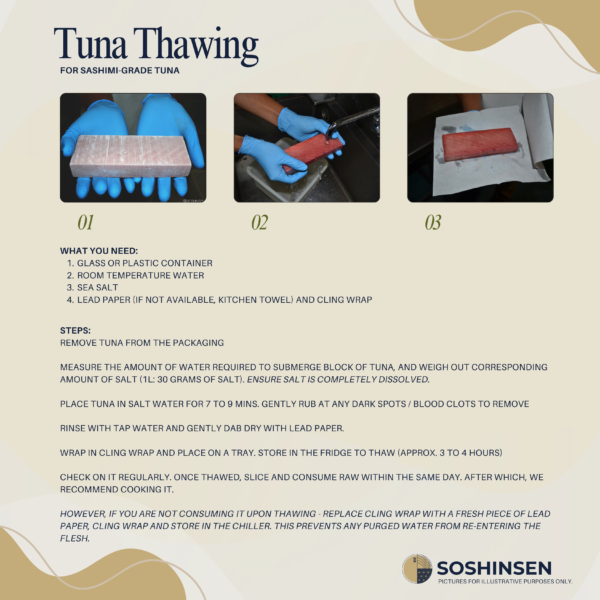 Tuna Thawing
FOR SASHIMI-GRADE TUNA
01
02
03
WHAT YOU NEED:
1. GLASS OR PLASTIC CONTAINER
2. ROOM TEMPERATURE WATER
3. SEA SALT
4. LEAD PAPER (IF NOT AVAILABLE, KITCHEN TOWEL) AND CLING WRAP
STEPS:
REMOVE TUNA FROM THE PACKAGING
MEASURE THE AMOUNT OF WATER REQUIRED TO SUBMERGE BLOCK OF TUNA, AND WEIGH OUT CORRESPONDING
AMOUNT OF SALT (1L: 30 GRAMS OF SALT). ENSURE SALT IS COMPLETELY DISSOLVED.
PLACE TUNA IN SALT WATER FOR 7 TO 9 MINS. GENTLY RUB AT ANY DARK SPOTS / BLOOD CLOTS TO REMOVE
RINSE WITH TAP WATER AND GENTLY DAB DRY WITH LEAD PAPER.
WRAP IN CLING WRAP AND PLACE ON A TRAY. STORE IN THE FRIDGE TO THAW (APPROX. 3 TO 4 HOURS)
CHECK ON IT REGULARLY. ONCE THAWED, SLICE AND CONSUME RAW WITHIN THE SAME DAY. AFTER WHICH, WE
RECOMMEND COOKING IT.
HOWEVER, IF YOU ARE NOT CONSUMING IT UPON THAWING - REPLACE CLING WRAP WITH A FRESH PIECE OF LEAD
PAPER, CLING WRAP AND STORE IN THE CHILLER. THIS PREVENTS ANY PURGED WATER FROM RE-ENTERING THE
FLESH.
SOSHINSEN
PICTURES FOR ILLUSTRATIVE PURPOSES ONLY.